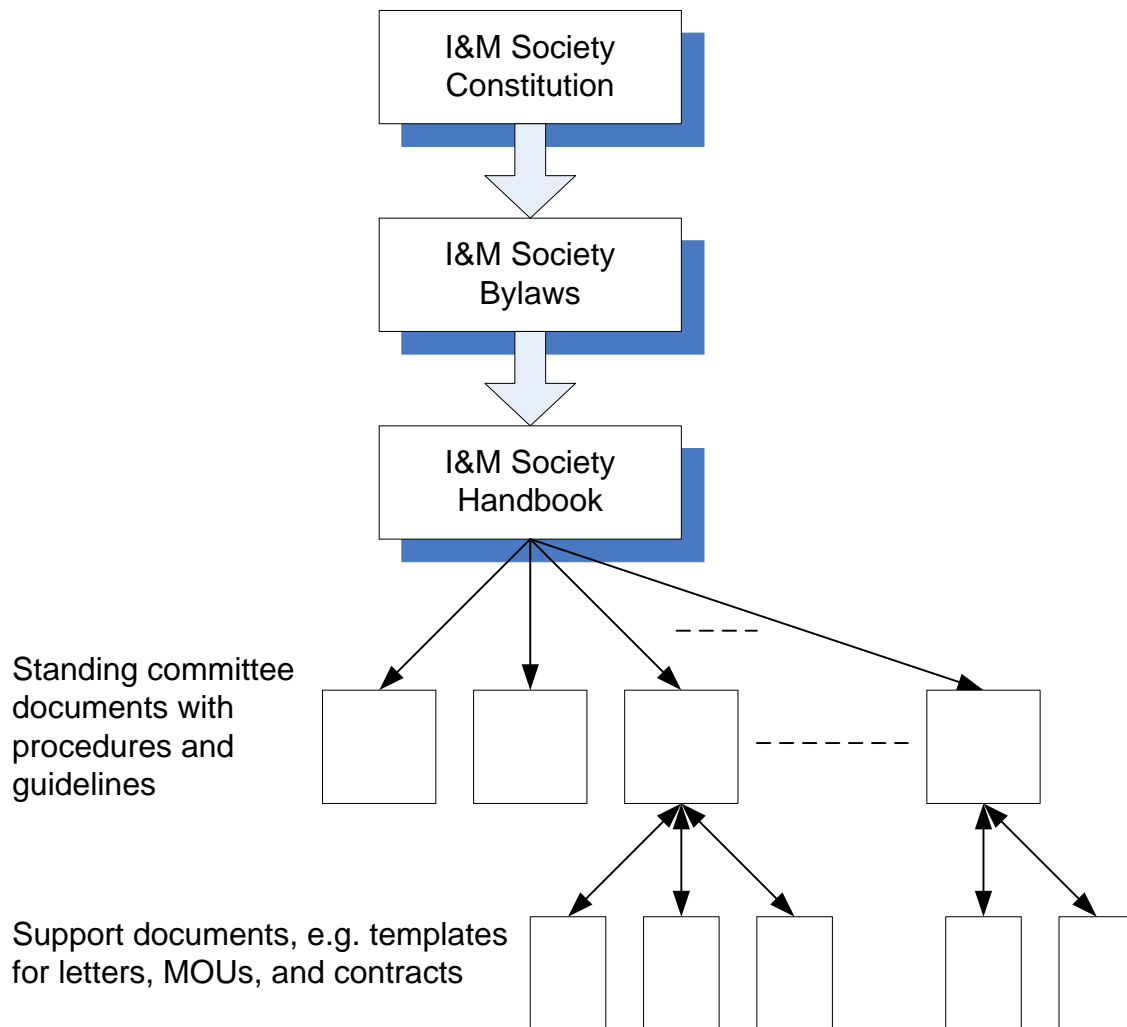 I&M Society
Constitution
I&M Society
Bylaws
I&M Society
Handbook
Standing committee
documents with
procedures and
guidelines
Support documents, e.g. templates
for letters, MOUs, and contracts